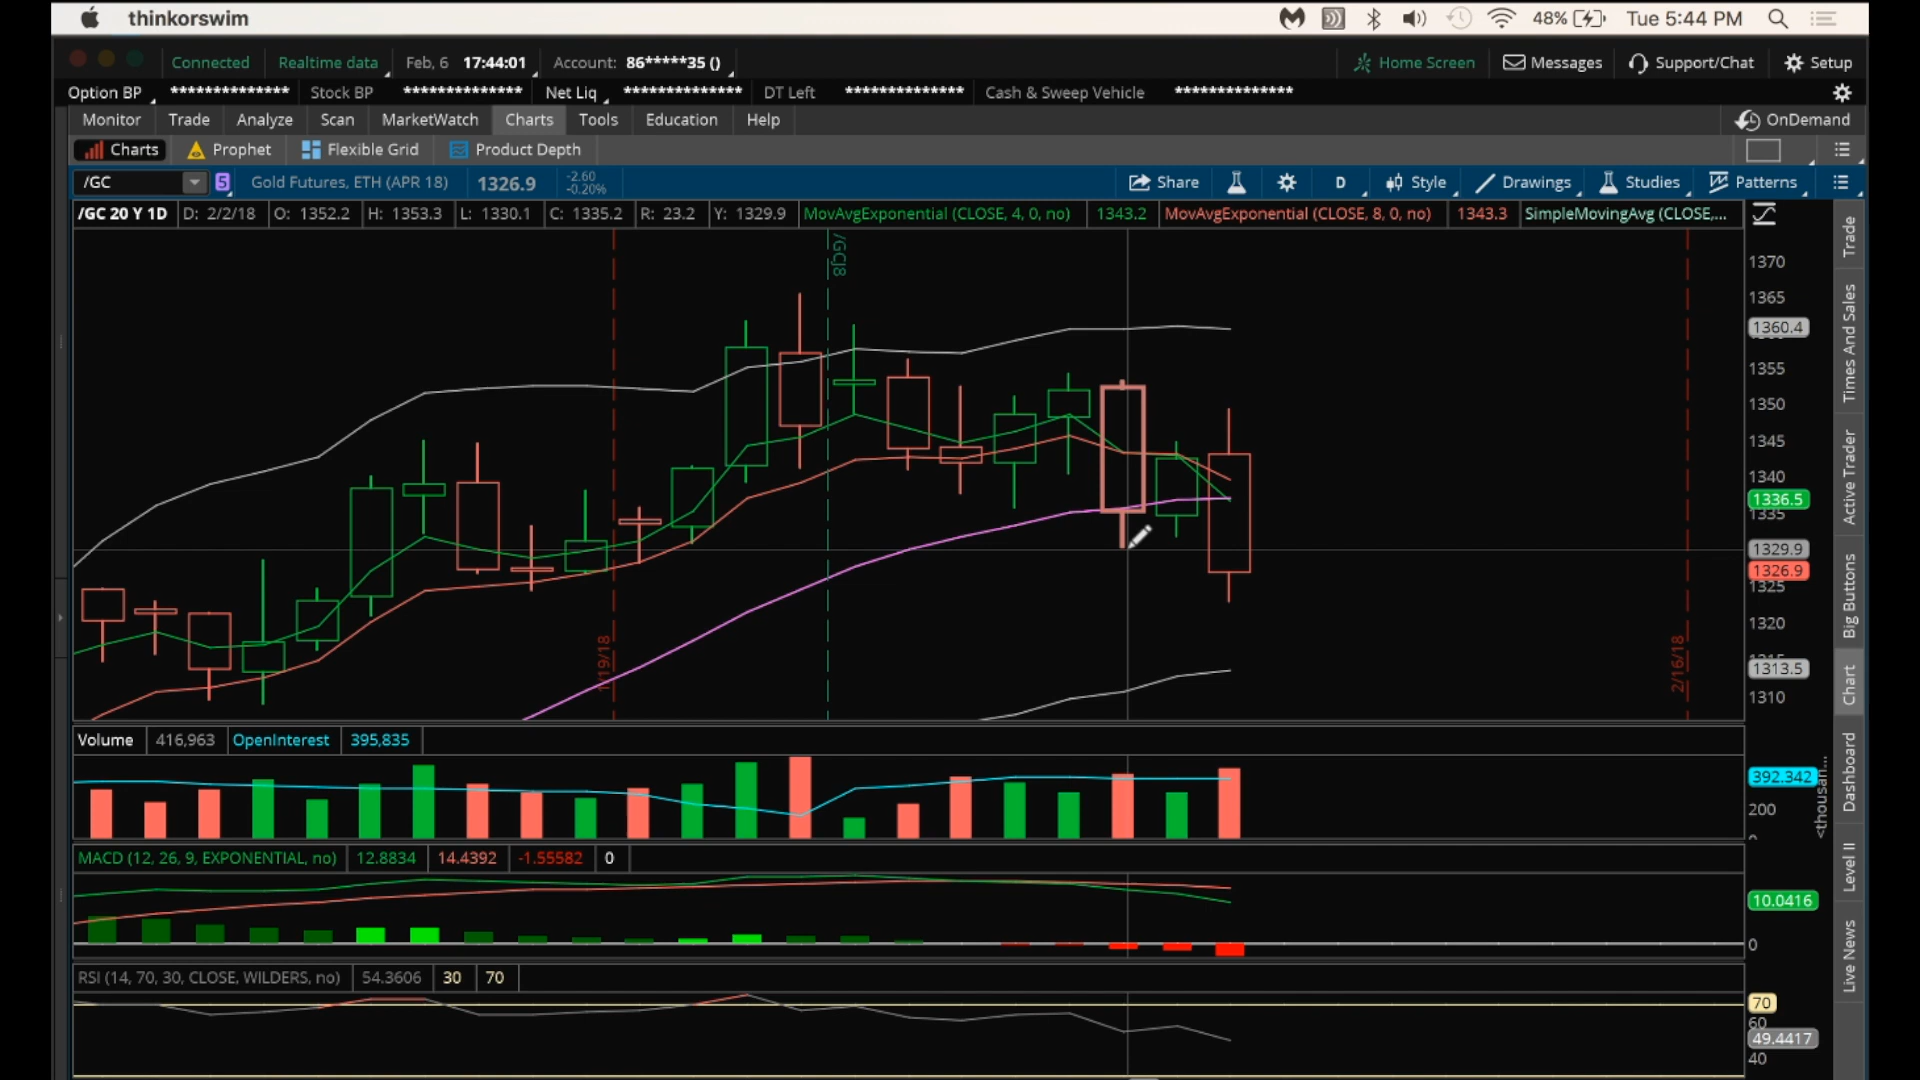 thinkorswim 48% Tue 5:44 PM
Connected Realtime data Feb, 6 17:44:01 Account: 86*****35 () Home Screen Messages Support/Chat Setup
Option BP ************** Stock BP ************** Net Liq ************** DT Left ************** Cash & Sweep Vehicle **************
Monitor Trade Analyze Scan MarketWatch Charts Tools Education Help OnDemand
Charts Prophet Flexible Grid Product Depth
/GC 5 Gold Futures, ETH (APR 18) 1326.9 -2.60 -0.20% Share D Style Drawings Studies Patterns
/GC 20 Y 1D D: 2/2/18 O: 1352.2 H: 1353.3 L: 1330.1 C: 1335.2 R: 23.2 Y: 1329.9 MovAvgExponential (CLOSE, 4, 0, no) 1343.2 MovAvgExponential (CLOSE, 8, 0, no) 1343.3 SimpleMovingAvg (CLOSE,...
/GCJ8
1370
1365
1360.4
1355
1350
1345
1340
1336.5
1335
1329.9
1326.9
1325
1320
1313.5
1310
1/19/18
2/16/18
Volume 416,963 OpenInterest 395,835
392.342
200
0
<thousan...
MACD (12, 26, 9, EXPONENTIAL, no) 12.8834 14.4392 -1.55582 0
10.0416
0
RSI (14, 70, 30, CLOSE, WILDERS, no) 54.3606 30 70
70
60
49.4417
40
Trade
Times And Sales
Active Trader
Big Buttons
Chart
Dashboard
Level II
Live News